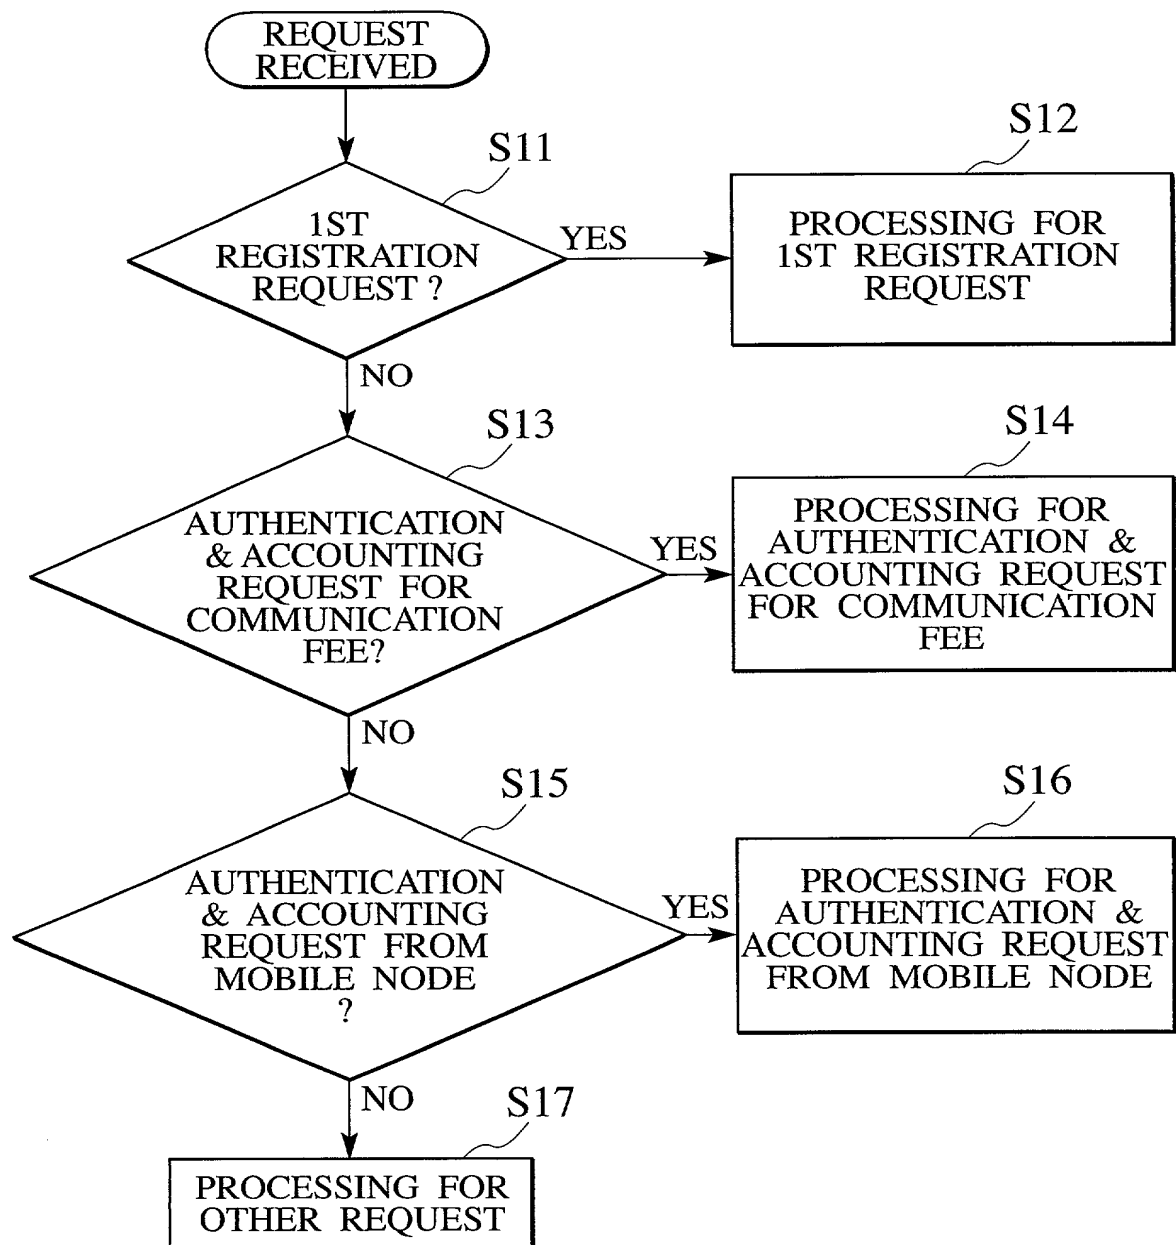 REQUEST
RECEIVED
S11
1ST
REGISTRATION
REQUEST ?
YES
S12
PROCESSING FOR
1ST REGISTRATION
REQUEST
NO
S13
AUTHENTICATION
& ACCOUNTING
REQUEST FOR
COMMUNICATION
FEE?
YES
S14
PROCESSING FOR
AUTHENTICATION &
ACCOUNTING REQUEST
FOR COMMUNICATION
FEE
NO
S15
AUTHENTICATION
& ACCOUNTING
REQUEST FROM
MOBILE NODE
?
YES
S16
PROCESSING FOR
AUTHENTICATION &
ACCOUNTING REQUEST
FROM MOBILE NODE
NO
S17
PROCESSING FOR
OTHER REQUEST